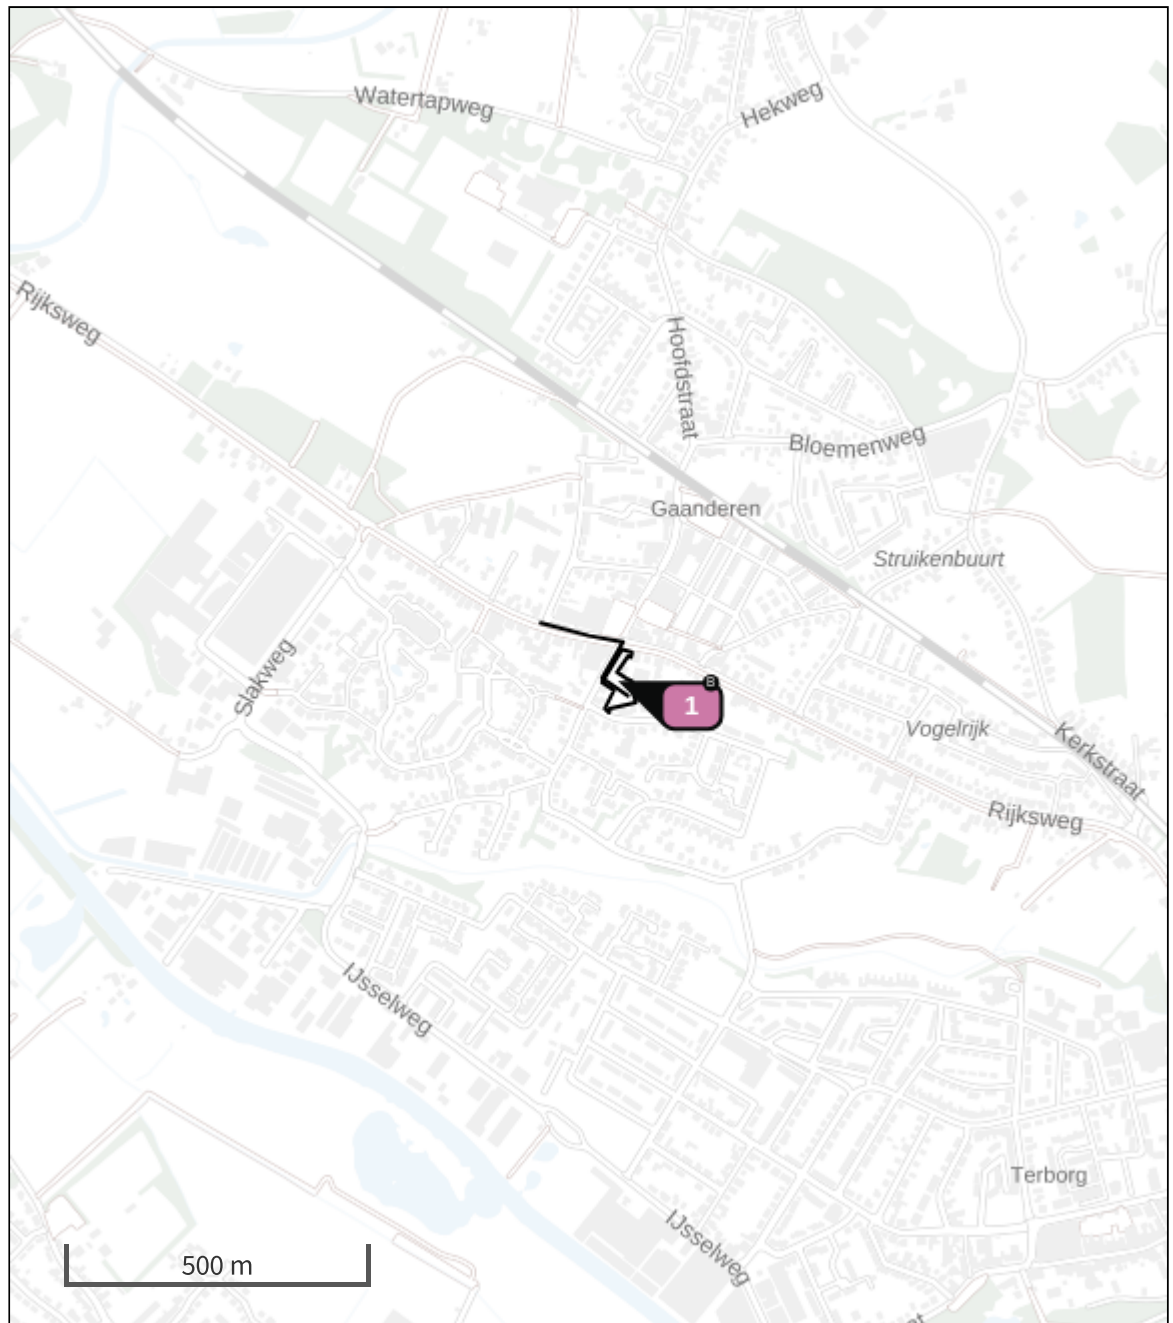 Watertapweg
Hekweg
Rijksweg
Hoofdstraat
Bloemenweg
Gaanderen
Struikenbuurt
Slakweg
B
1
Vogelrijk
Kerkstraat
Rijksweg
IJsselweg
Terborg
IJsselweg
500 m